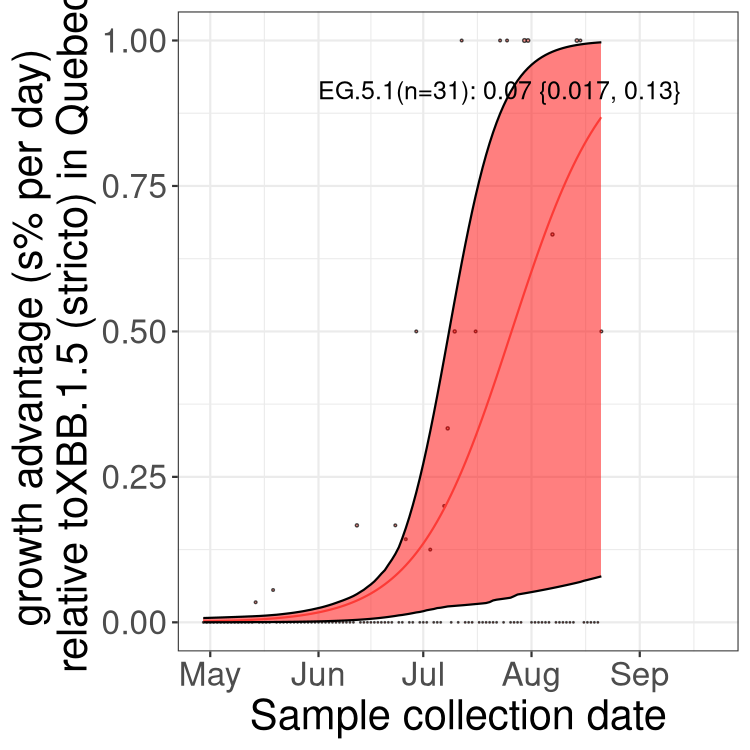 growth advantage (s% per day)
relative toXBB.1.5 (stricto) in Quebec
1.00
0.75
0.50
0.25
0.00
EG.5.1(n=31): 0.07 {0.017, 0.13}
May Jun Jul Aug Sep
Sample collection date